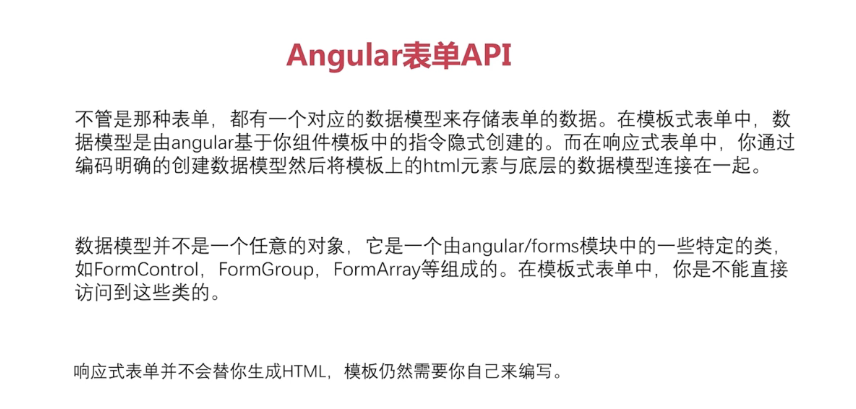 Angular表单API
不管是那种表单，都有一个对应的数据模型来存储表单的数据。在模板式表单中，数
据模型是由angular基于你组件模板中的指令隐式创建的。而在响应式表单中，你通过
编码明确的创建数据模型然后将模板上的html元素与底层的数据模型连接在一起。
数据模型并不是一个任意的对象，它是一个由angular/forms模块中的一些特定的类，
如FormControl，FormGroup，FormArray等组成的。在模板式表单中，你是不能直接
访问到这些类的。
响应式表单并不会替你生成HTML，模板仍然需要你自己来编写。